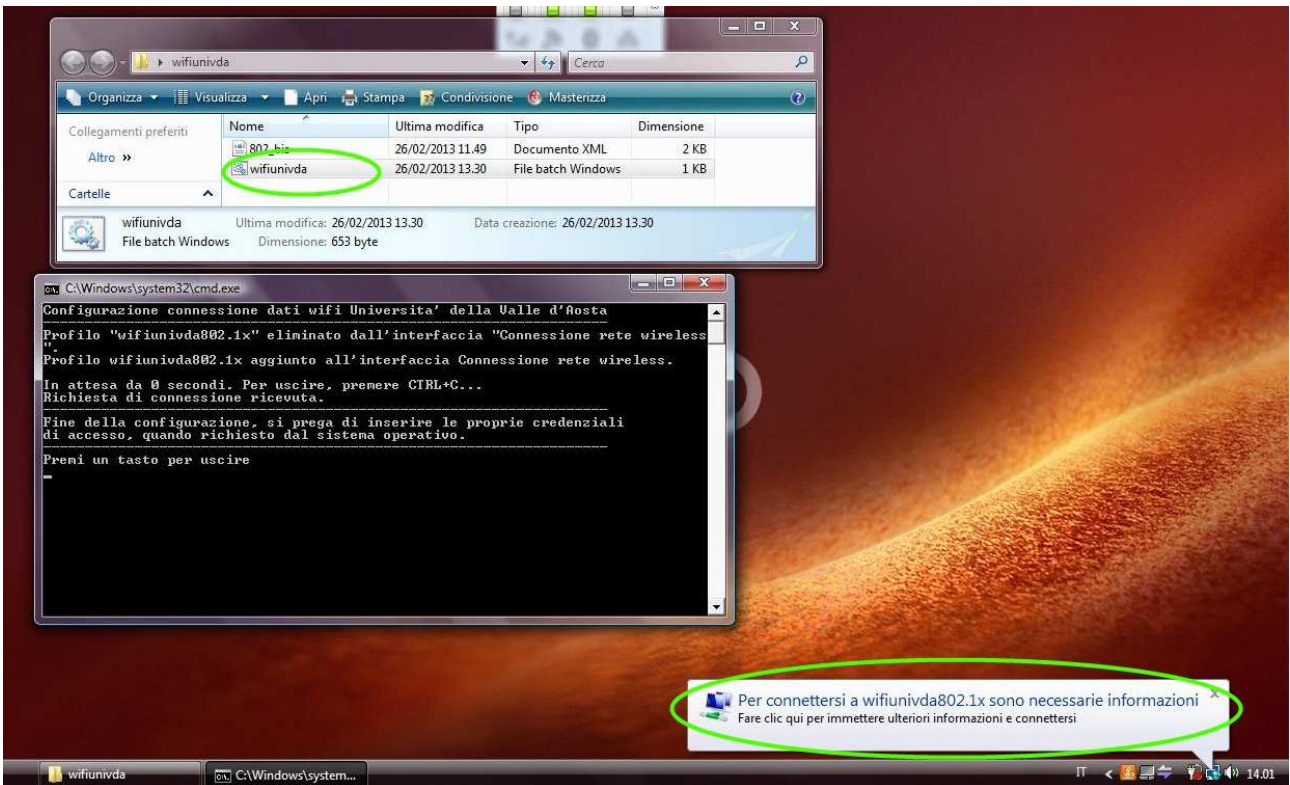 wifiunivda
Cerca
Organizza Visualizza Apri Stampa Condivisione Masterizza
Collegamenti preferiti
Altro »
Cartelle
Nome Ultima modifica Tipo Dimensione
802_bis 26/02/2013 11.49 Documento XML 2 KB
wifiunivda 26/02/2013 13.30 File batch Windows 1 KB
wifiunivda Ultima modifica: 26/02/2013 13.30 Data creazione: 26/02/2013 13.30
File batch Windows Dimensione: 653 byte
C:\Windows\system32\cmd.exe
Configurazione connessione dati wifi Universita' della Valle d'Aosta
Profilo "wifiunivda802.1x" eliminato dall'interfaccia "Connessione rete wireless
".
Profilo wifiunivda802.1x aggiunto all'interfaccia Connessione rete wireless.
In attesa da 0 secondi. Per uscire, premere CTRL+C...
Richiesta di connessione ricevuta.
Fine della configurazione, si prega di inserire le proprie credenziali
di accesso, quando richiesto dal sistema operativo.
Premi un tasto per uscire
Per connettersi a wifiunivda802.1x sono necessarie informazioni
Fare clic qui per immettere ulteriori informazioni e connettersi
wifiunivda
C:\Windows\system...
IT
14.01